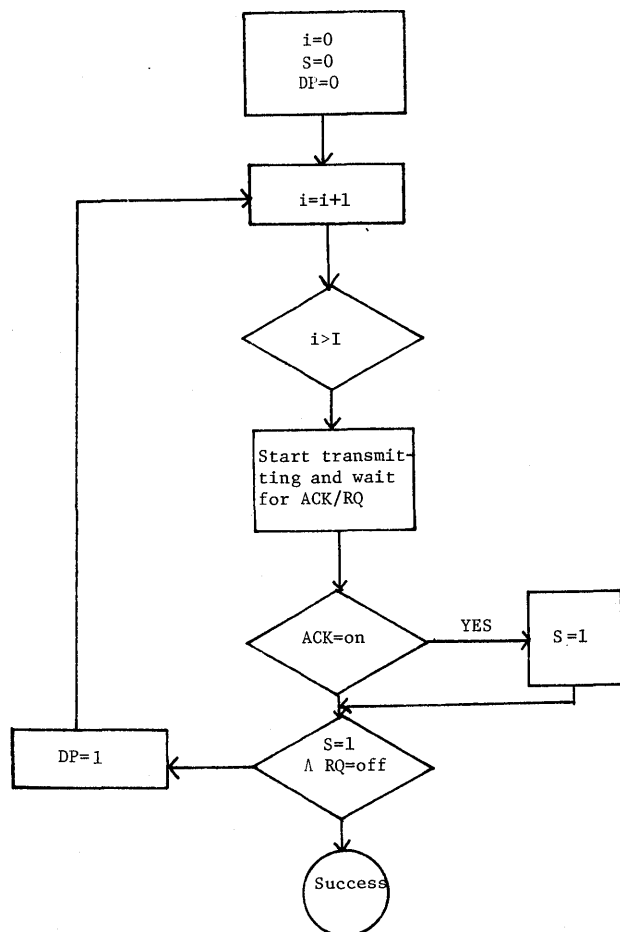 i=0
S=0
DP=0
i=i+1
i>I
Start transmit-
ting and wait
for ACK/RQ
ACK=on
YES
S=1
S=1
Λ RQ=off
DP=1
Success